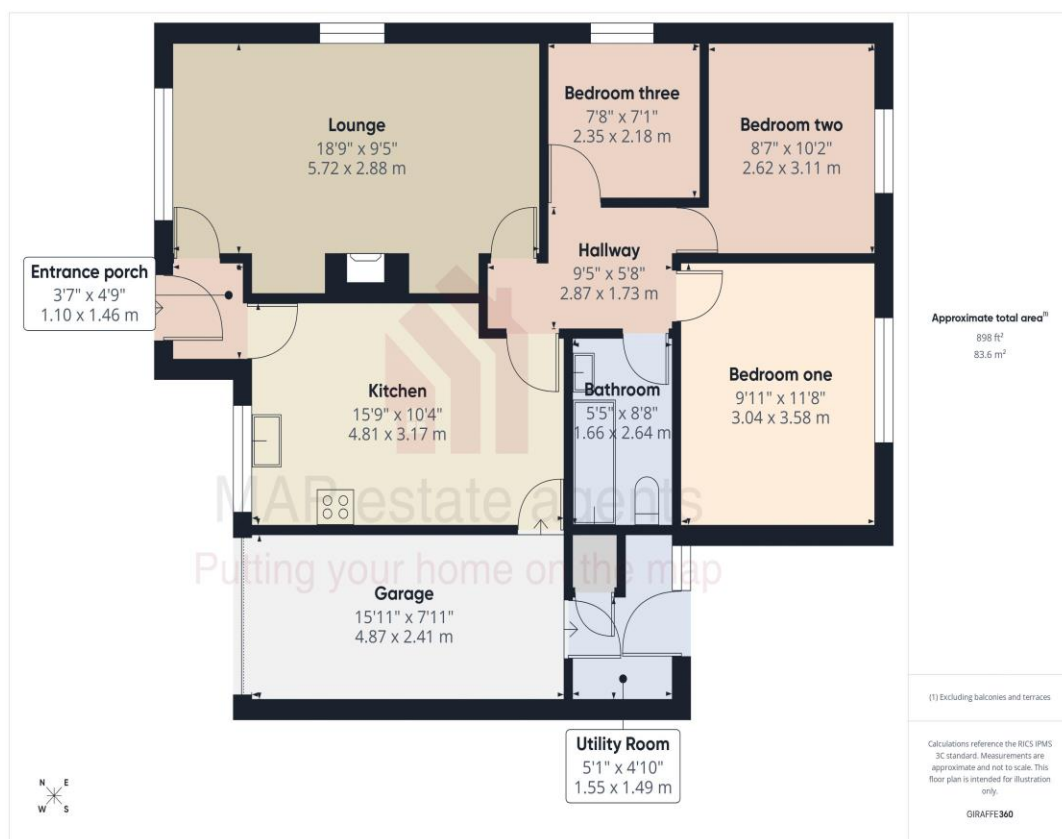 Lounge
18'9" x 9'5"
5.72 x 2.88 m
Bedroom three
7'8" x 7'1"
2.35 x 2.18 m
Bedroom two
8'7" x 10'2"
2.62 x 3.11 m
Entrance porch
3'7" x 4'9"
1.10 x 1.46 m
Hallway
9'5" x 5'8"
2.87 x 1.73 m
Kitchen
15'9" x 10'4"
4.81 x 3.17 m
Bathroom
5'5" x 8'8"
1.66 x 2.64 m
Bedroom one
9'11" x 11'8"
3.04 x 3.58 m
MAP estate agents
Putting your home on the map
Garage
15'11" x 7'11"
4.87 x 2.41 m
Utility Room
5'1" x 4'10"
1.55 x 1.49 m
N E
W S
Approximate total area(1)
898 ft²
83.6 m²
(1) Excluding balconies and terraces
Calculations reference the RICS IPMS
3C standard. Measurements are
approximate and not to scale. This
floor plan is intended for illustration
only.
GIRAFFE360